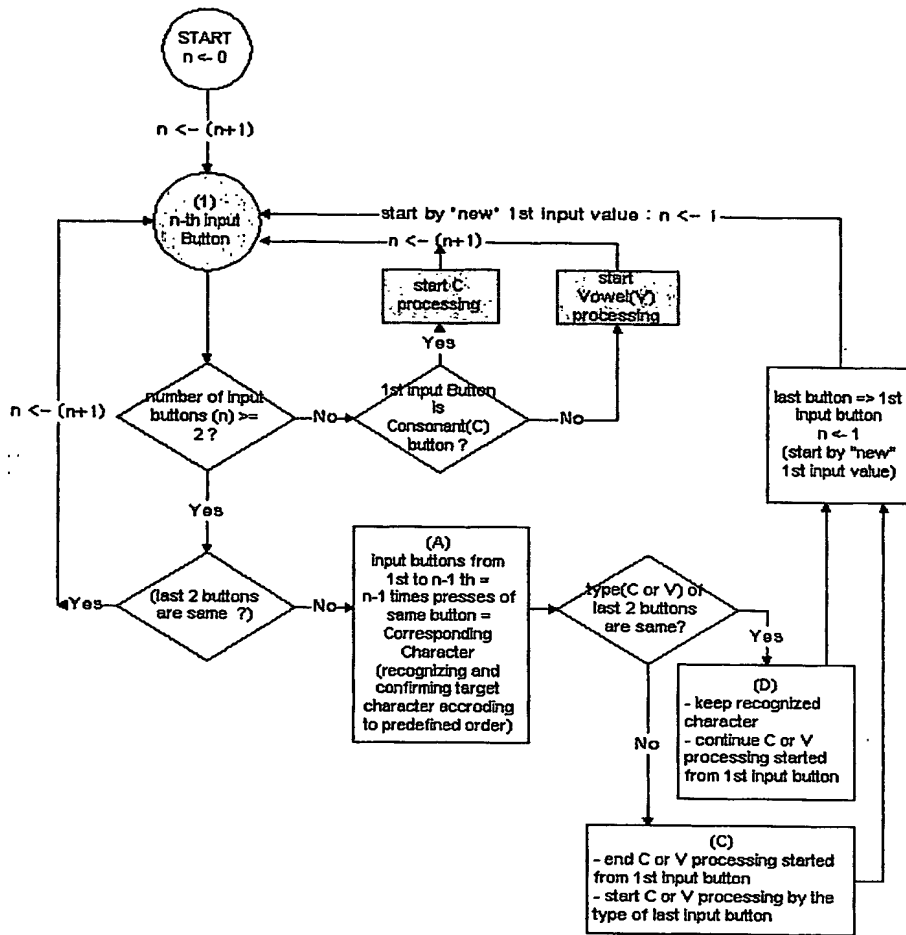 START
n <- 0
n <- (n+1)
(1)
n-th Input
Button
start by "new" 1st input value : n <- 1
n <- (n+1)
start C
processing
start
Vowel(V)
processing
Yes
n <- (n+1)
number of input
buttons (n) >=
2 ?
No
1st input Button
is
Consonant(C)
button ?
No
last button => 1st
input button
n <- 1
(start by "new"
1st input value)
Yes
Yes
(last 2 buttons
are same ?)
No
(A)
input buttons from
1st to n-1 th =
n-1 times presses of
same button =
Corresponding
Character
(recognizing and
confirming target
character accroding
to predefined order)
type(C or V) of
last 2 buttons
are same?
Yes
(D)
- keep recognized
character
- continue C or V
processing started
from 1st input button
No
(C)
- end C or V processing started
from 1st input button
- start C or V processing by the
type of last input button